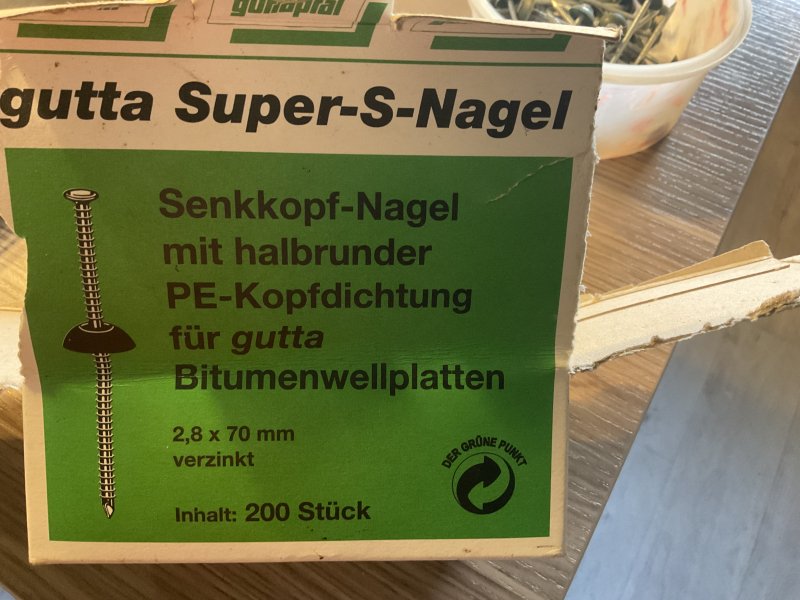 guttapral
gutta Super-S-Nagel
Senkkopf-Nagel
mit halbrunder
PE-Kopfdichtung
für gutta
Bitumenwellplatten
2,8 x 70 mm
verzinkt
Inhalt: 200 Stück
DER GRÜNE PUNKT